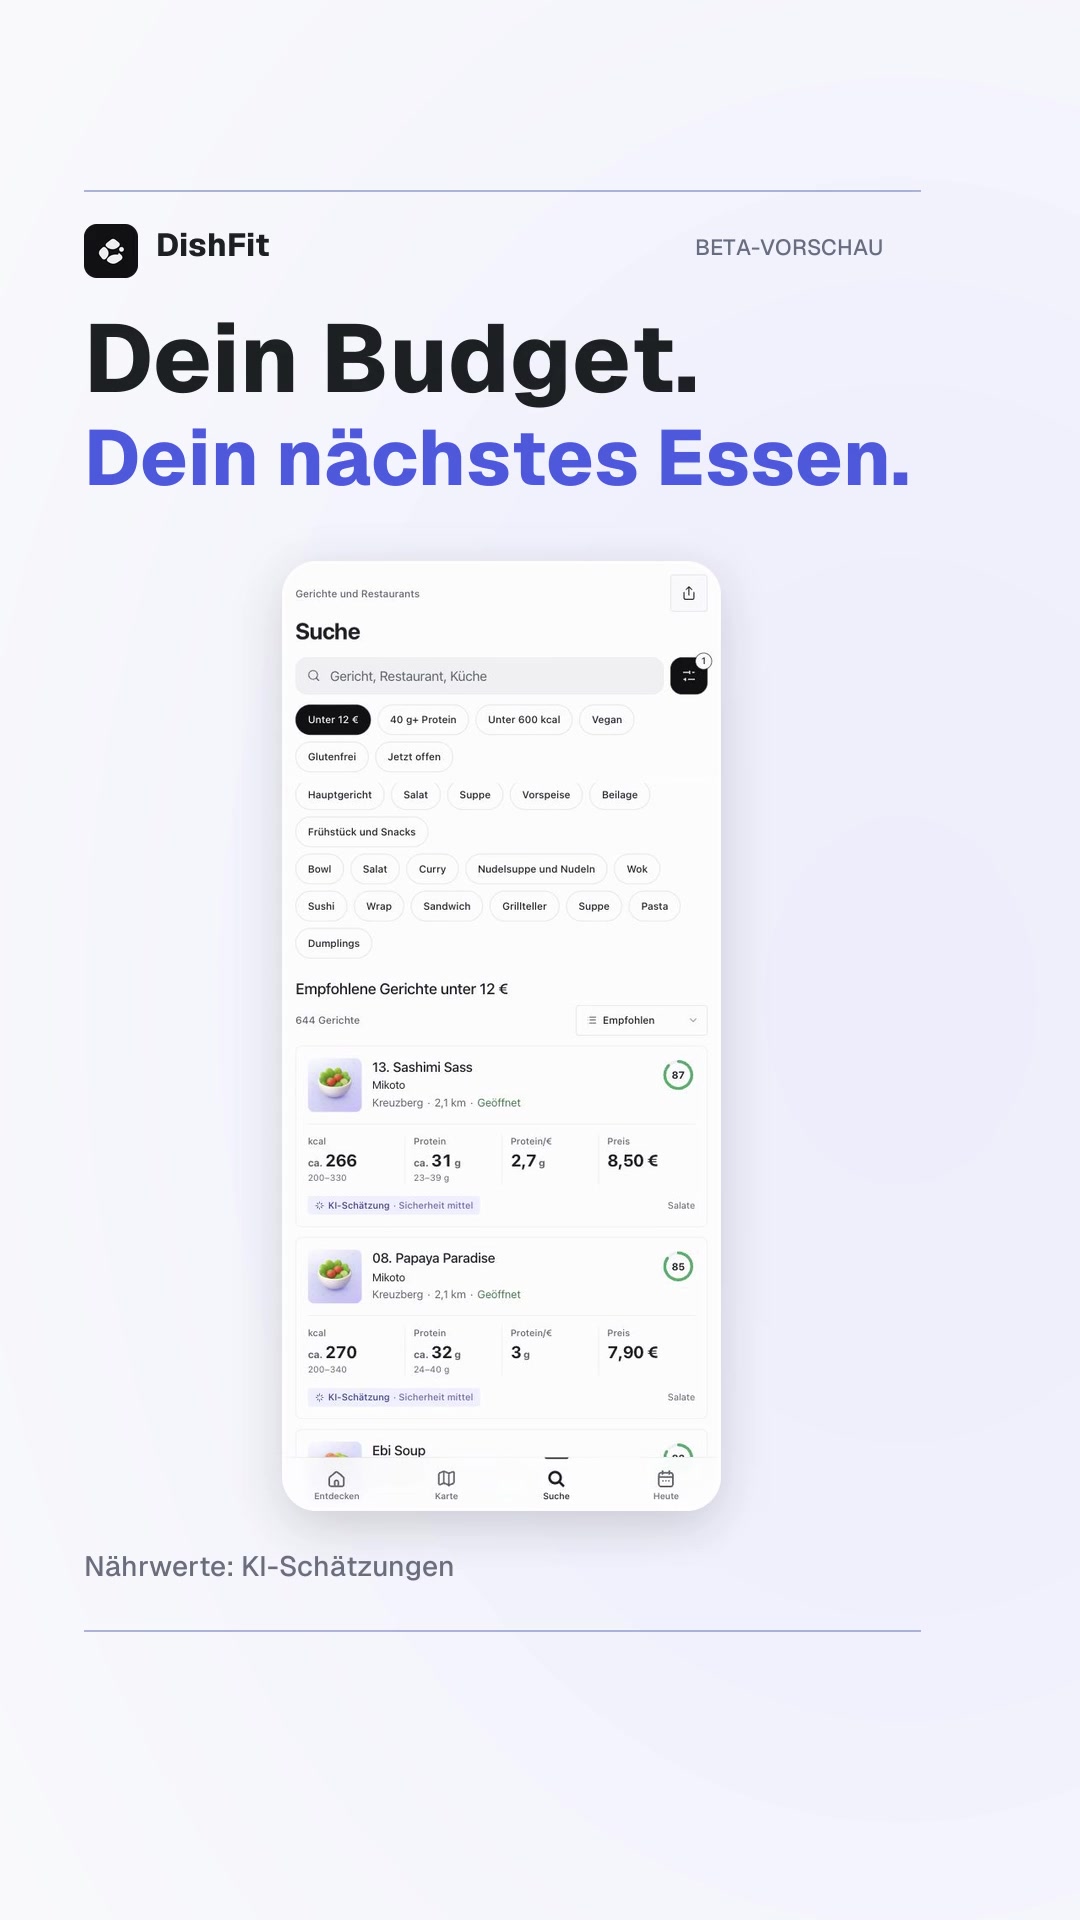 DishFit
BETA-VORSCHAU
Dein Budget.
Dein nächstes Essen.
Gerichte und Restaurants
Suche
Gericht, Restaurant, Küche
1
Unter 12 € 40 g+ Protein Unter 600 kcal Vegan
Glutenfrei Jetzt offen
Hauptgericht Salat Suppe Vorspeise Beilage
Frühstück und Snacks
Bowl Salat Curry Nudelsuppe und Nudeln Wok
Sushi Wrap Sandwich Grillteller Suppe Pasta
Dumplings
Empfohlene Gerichte unter 12 €
644 Gerichte Empfohlen
13. Sashimi Sass
87
Mikoto
Kreuzberg · 2,1 km · Geöffnet
kcal Protein Protein/€ Preis
ca. 266 ca. 31 g 2,7 g 8,50 €
200–330 23–39 g
KI-Schätzung · Sicherheit mittel Salate
08. Papaya Paradise
85
Mikoto
Kreuzberg · 2,1 km · Geöffnet
kcal Protein Protein/€ Preis
ca. 270 ca. 32 g 3 g 7,90 €
200–340 24–40 g
KI-Schätzung · Sicherheit mittel Salate
Ebi Soup
Entdecken Karte Suche Heute
Nährwerte: KI-Schätzungen